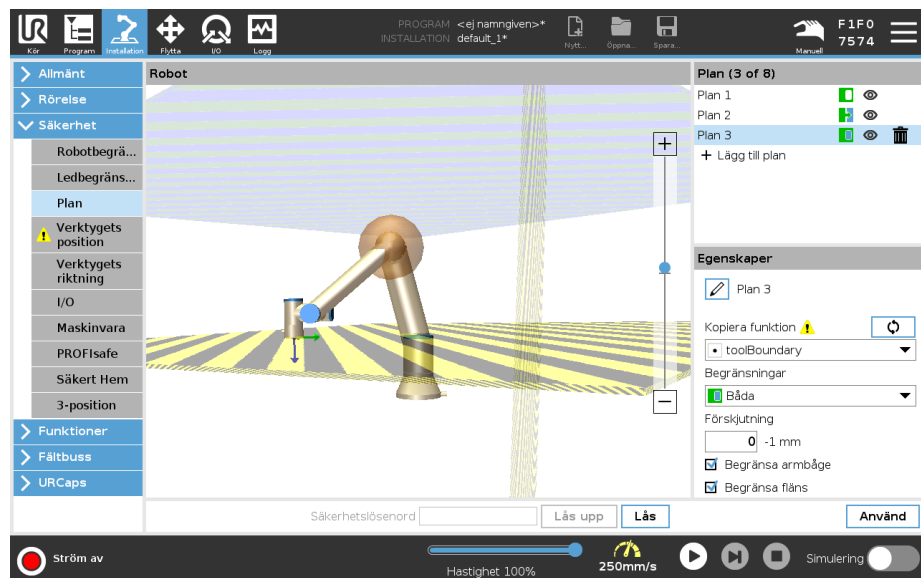 UR
PROGRAM <ej namngiven>*
INSTALLATION default_1*
Kör
Program
Installation
Flytta
I/O
Logg
Nytt...
Öppna...
Spara...
Manuell
F1F0
7574
Allmänt
Rörelse
Säkerhet
Robotbegrä...
Ledbegräns...
Plan
Verktygets
position
Verktygets
riktning
I/O
Maskinvara
PROFIsafe
Säkert Hem
3-position
Funktioner
Fältbuss
URCaps
Robot
Plan (3 of 8)
Plan 1
Plan 2
Plan 3
+ Lägg till plan
Egenskaper
Plan 3
Kopiera funktion
toolBoundary
Begränsningar
Båda
Förskjutning
0 -1 mm
Begränsa armbåge
Begränsa fläns
Säkerhetslösenord
Lås upp
Lås
Använd
Ström av
Hastighet 100%
250mm/s
Simulering